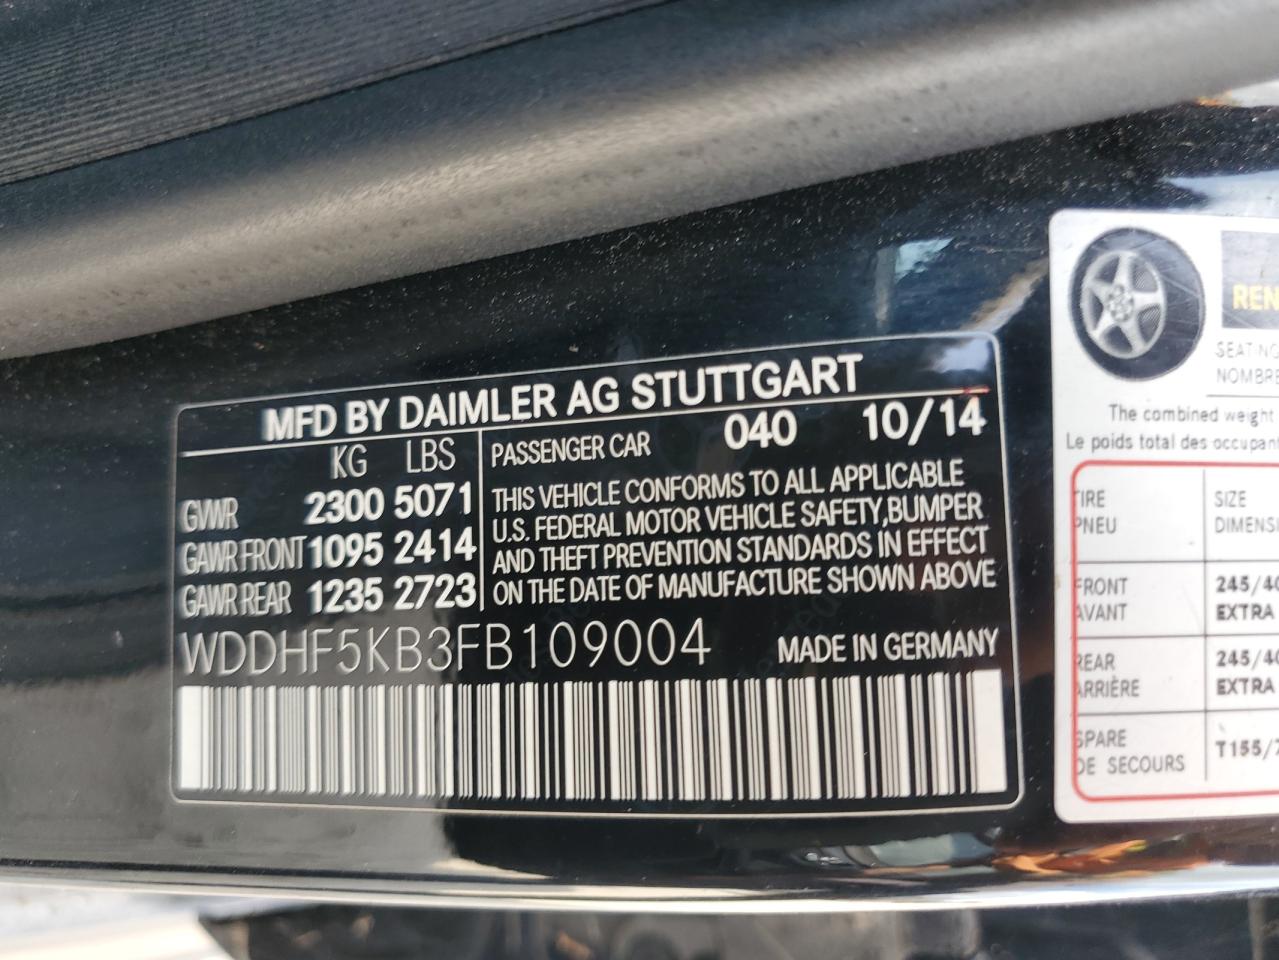 MFD BY DAIMLER AG STUTTGART
KG LBS
GVWR 2300 5071
GAWR FRONT 1095 2414
GAWR REAR 1235 2723
PASSENGER CAR 040 10/14
THIS VEHICLE CONFORMS TO ALL APPLICABLE
U.S. FEDERAL MOTOR VEHICLE SAFETY,BUMPER
AND THEFT PREVENTION STANDARDS IN EFFECT
ON THE DATE OF MANUFACTURE SHOWN ABOVE
WDDHF5KB3FB109004 MADE IN GERMANY
SEATING
NOMBRE
The combined weight
Le poids total des
TIRE SIZE
PNEU
FRONT 245/40
AVANT EXTRA
REAR 245/40
ARRIÈRE EXTRA
SPARE T155/
DE SECOURS